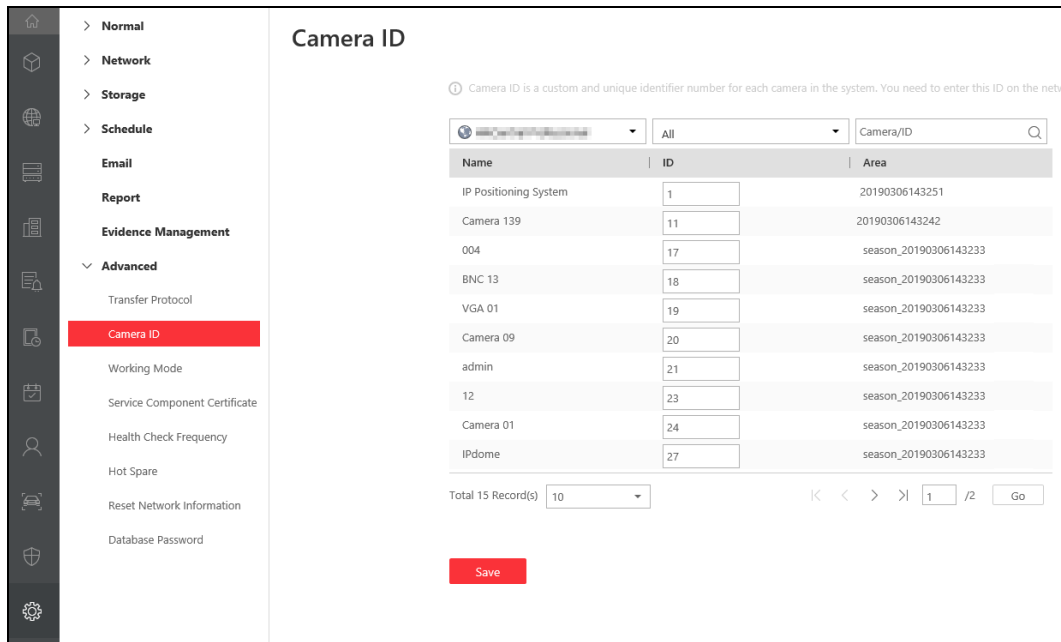 Normal
Network
Storage
Schedule
Email
Report
Evidence Management
Advanced
Transfer Protocol
Camera ID
Working Mode
Service Component Certificate
Health Check Frequency
Hot Spare
Reset Network Information
Database Password
Camera ID
Camera ID is a custom and unique identifier number for each camera in the system. You need to enter this ID on the
All Camera/ID
Name ID Area
IP Positioning System 1 20190306143251
Camera 139 11 20190306143242
004 17 season_20190306143233
BNC 13 18 season_20190306143233
VGA 01 19 season_20190306143233
Camera 09 20 season_20190306143233
admin 21 season_20190306143233
12 23 season_20190306143233
Camera 01 24 season_20190306143233
IPdome 27 season_20190306143233
Total 15 Record(s) 10 1 /2 Go
Save